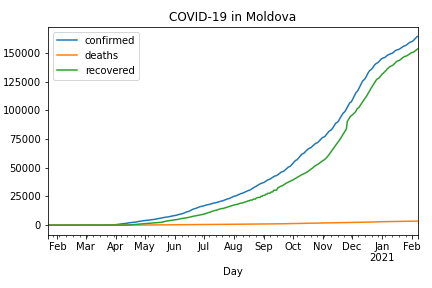 COVID-19 in Moldova
confirmed
deaths
recovered
150000
125000
100000
75000
50000
25000
0
Feb Mar Apr May Jun Jul Aug Sep Oct Nov Dec Jan Feb
2021
Day